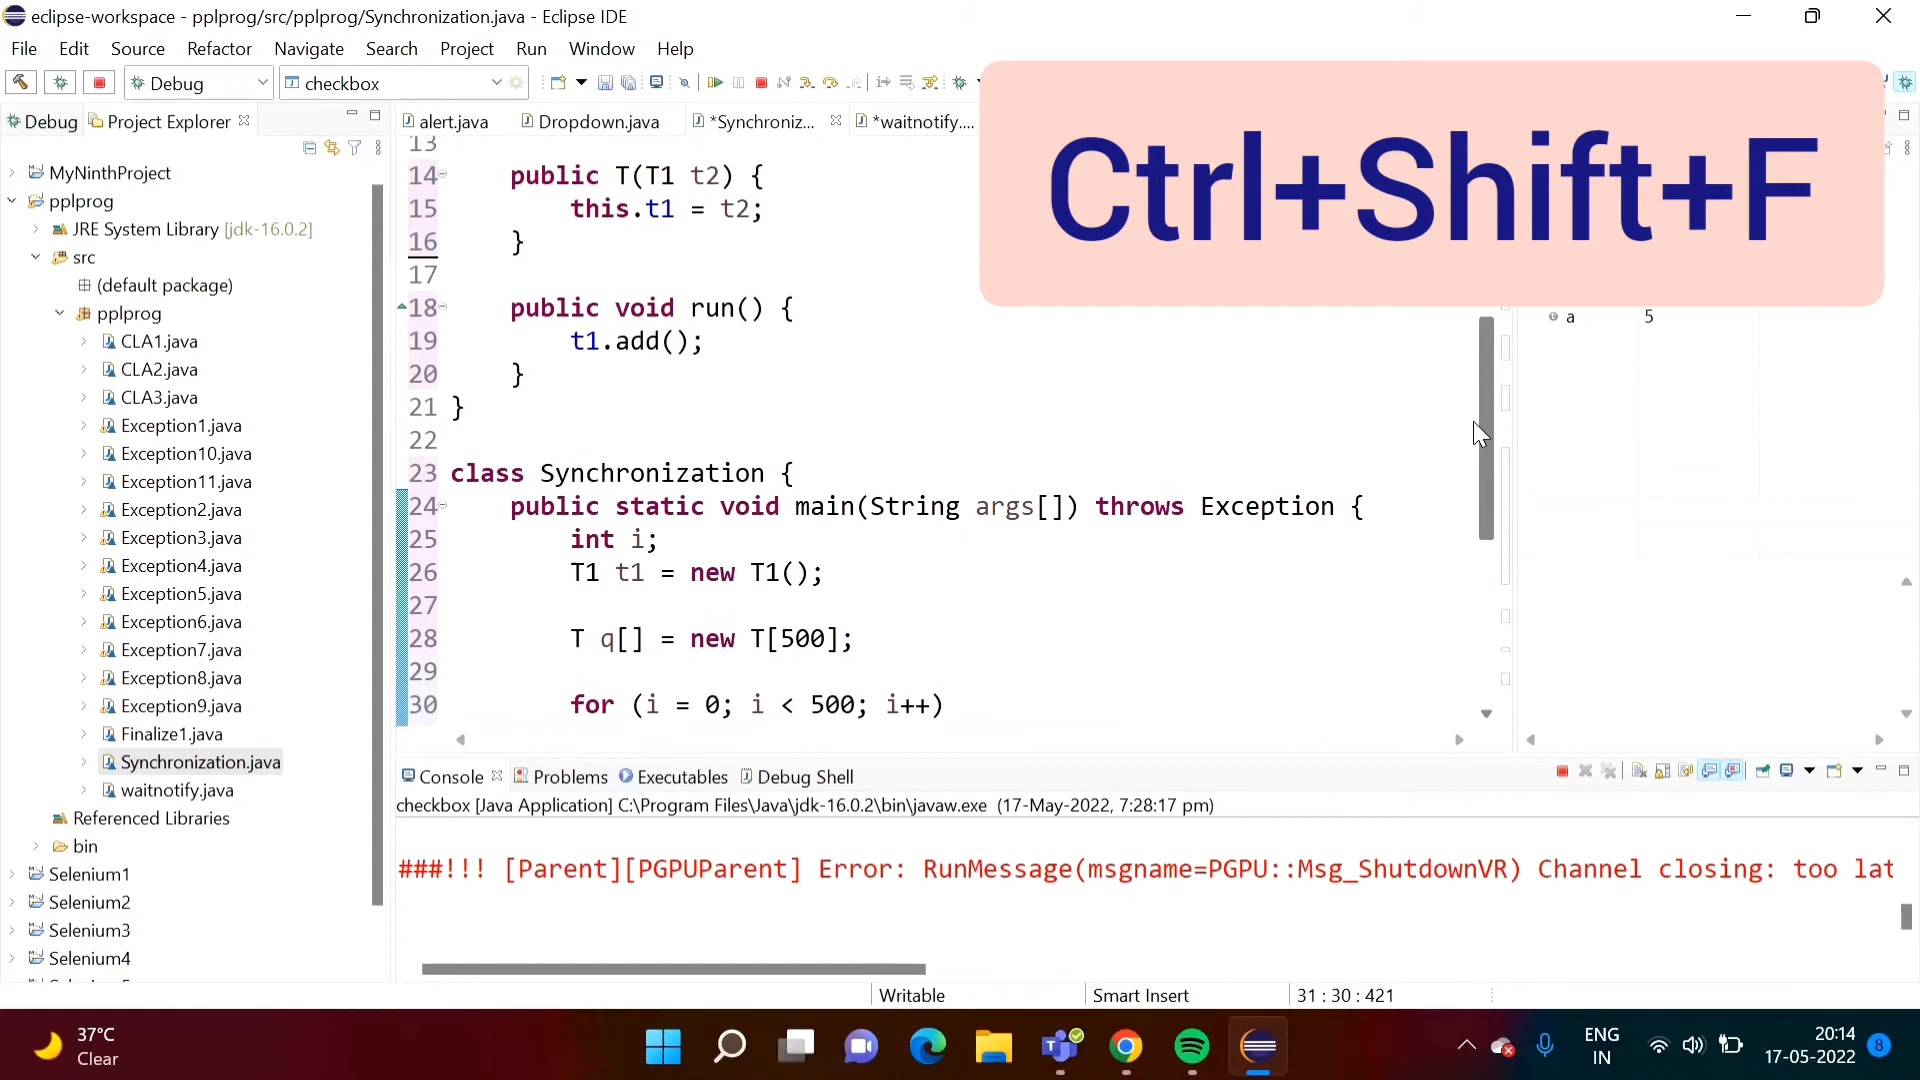 eclipse-workspace - pplprog/src/pplprog/Synchronization.java - Eclipse IDE
File Edit Source Refactor Navigate Search Project Run Window Help
Debug
checkbox
Ctrl+Shift+F
Debug
Project Explorer
alert.java
Dropdown.java
*Synchroniz...
*waitnotify....
MyNinthProject
pplprog
JRE System Library [jdk-16.0.2]
src
(default package)
pplprog
CLA1.java
CLA2.java
CLA3.java
Exception1.java
Exception10.java
Exception11.java
Exception2.java
Exception3.java
Exception4.java
Exception5.java
Exception6.java
Exception7.java
Exception8.java
Exception9.java
Finalize1.java
Synchronization.java
waitnotify.java
Referenced Libraries
bin
Selenium1
Selenium2
Selenium3
Selenium4
13
14 public T(T1 t2) {
15 this.t1 = t2;
16 }
17
18 public void run() {
19 t1.add();
20 }
21 }
22
23 class Synchronization {
24 public static void main(String args[]) throws Exception {
25 int i;
26 T1 t1 = new T1();
27
28 T q[] = new T[500];
29
30 for (i = 0; i < 500; i++)
a 5
Console Problems Executables Debug Shell
checkbox [Java Application] C:\Program Files\Java\jdk-16.0.2\bin\javaw.exe (17-May-2022, 7:28:17 pm)
###!!! [Parent][PGPUParent] Error: RunMessage(msgname=PGPU::Msg_ShutdownVR) Channel closing: too lat
Writable Smart Insert 31 : 30 : 421
37°C
Clear
ENG
IN
20:14
17-05-2022
8